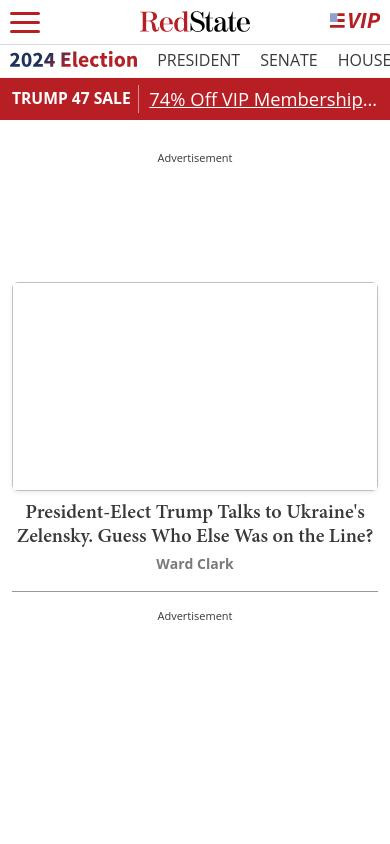 RedState
VIP
2024 Election PRESIDENT SENATE HOUSE
TRUMP 47 SALE 74% Off VIP Membership...
Advertisement
President-Elect Trump Talks to Ukraine's
Zelensky. Guess Who Else Was on the Line?
Ward Clark
Advertisement